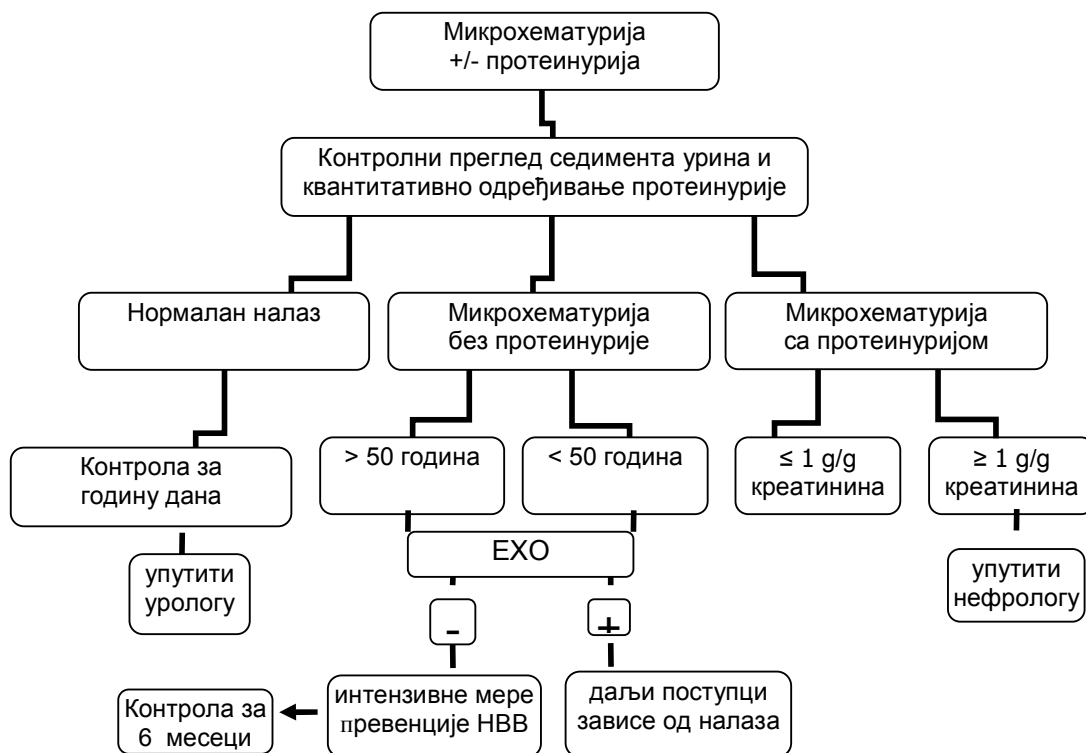 Микрохематурија
+/- протеинурија
Контролни преглед седимента урина и
квантитативно одређивање протеинурије
Нормалан налаз
Микрохематурија
без протеинурије
Микрохематурија
са протеинуријом
Контрола за
годину дана
> 50 година
< 50 година
≤ 1 g/g
креатинина
≥ 1 g/g
креатинина
ЕХО
упутити
урологу
упутити
нефрологу
-
+
Контрола за
6 месеци
интензивне мере
превенције НВВ
даљи поступци
зависе од налаза